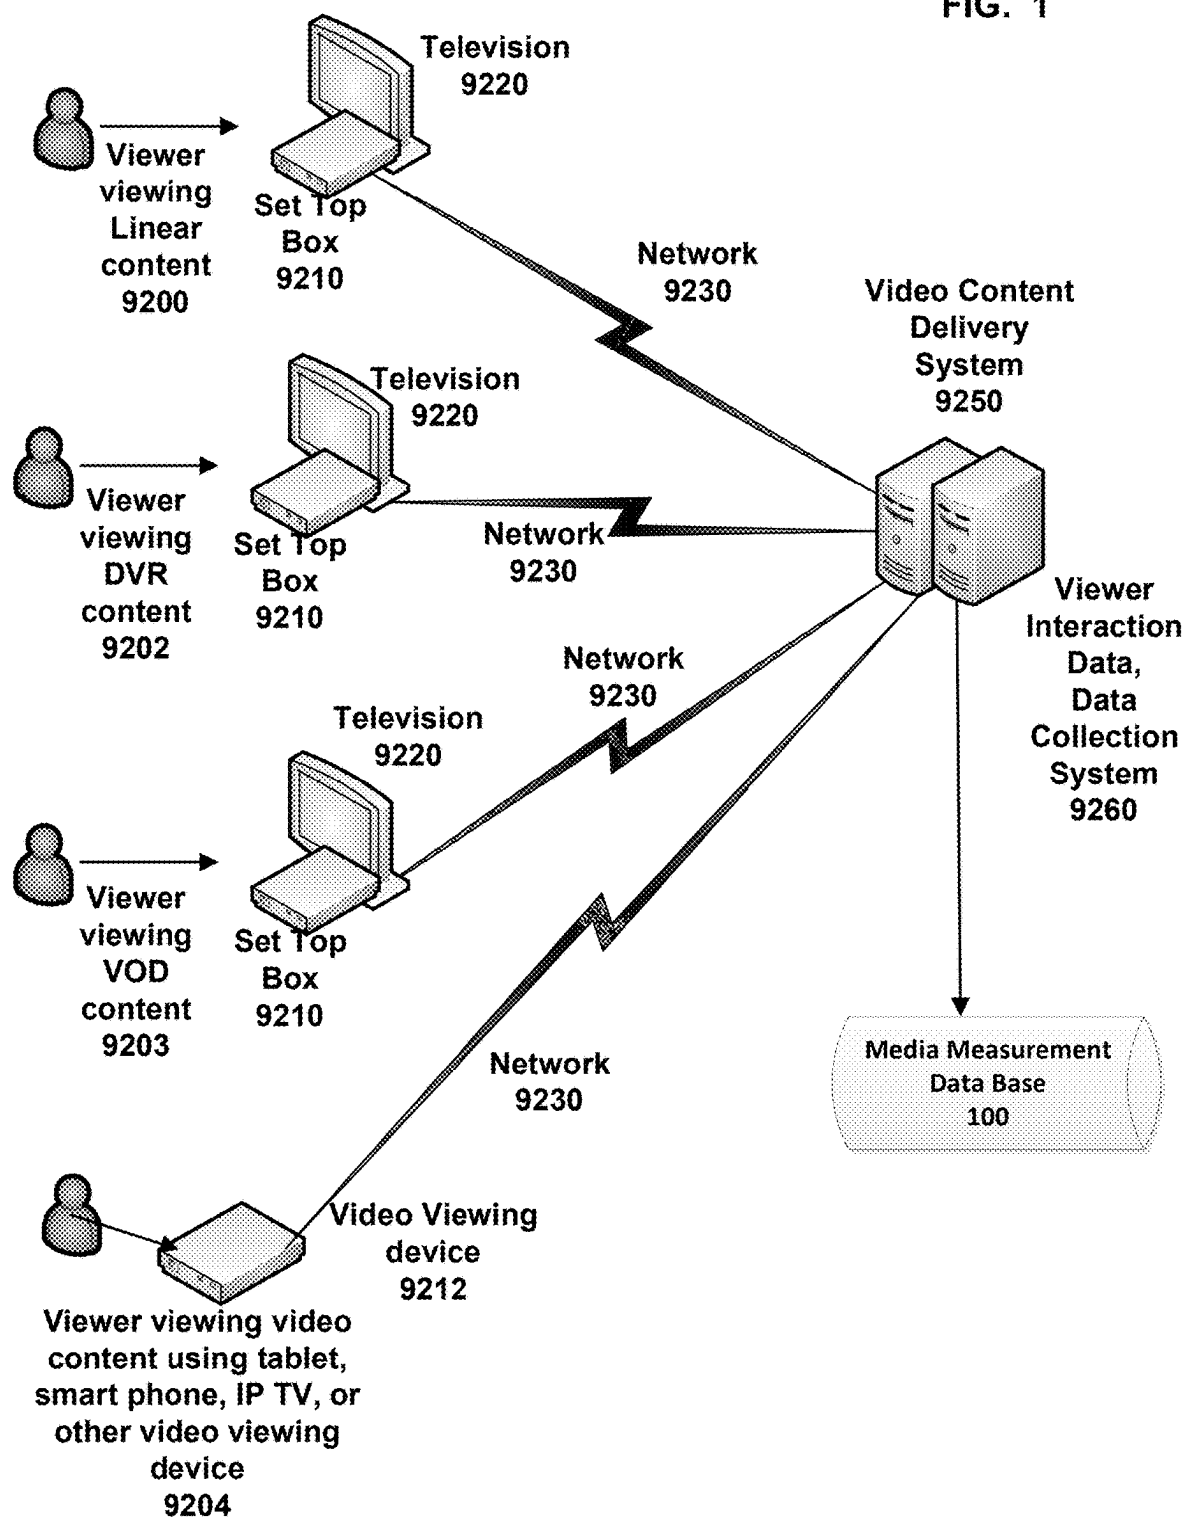 FIG. 1
Television
9220
Viewer
viewing
Linear
content
9200
Set Top
Box
9210
Network
9230
Video Content
Delivery
System
9250
Television
9220
Viewer
viewing
DVR
content
9202
Set Top
Box
9210
Network
9230
Viewer
Interaction
Data,
Data
Collection
System
9260
Network
9230
Television
9220
Viewer
viewing
VOD
content
9203
Set Top
Box
9210
Network
9230
Media Measurement
Data Base
100
Video Viewing
device
9212
Viewer viewing video
content using tablet,
smart phone, IP TV, or
other video viewing
device
9204